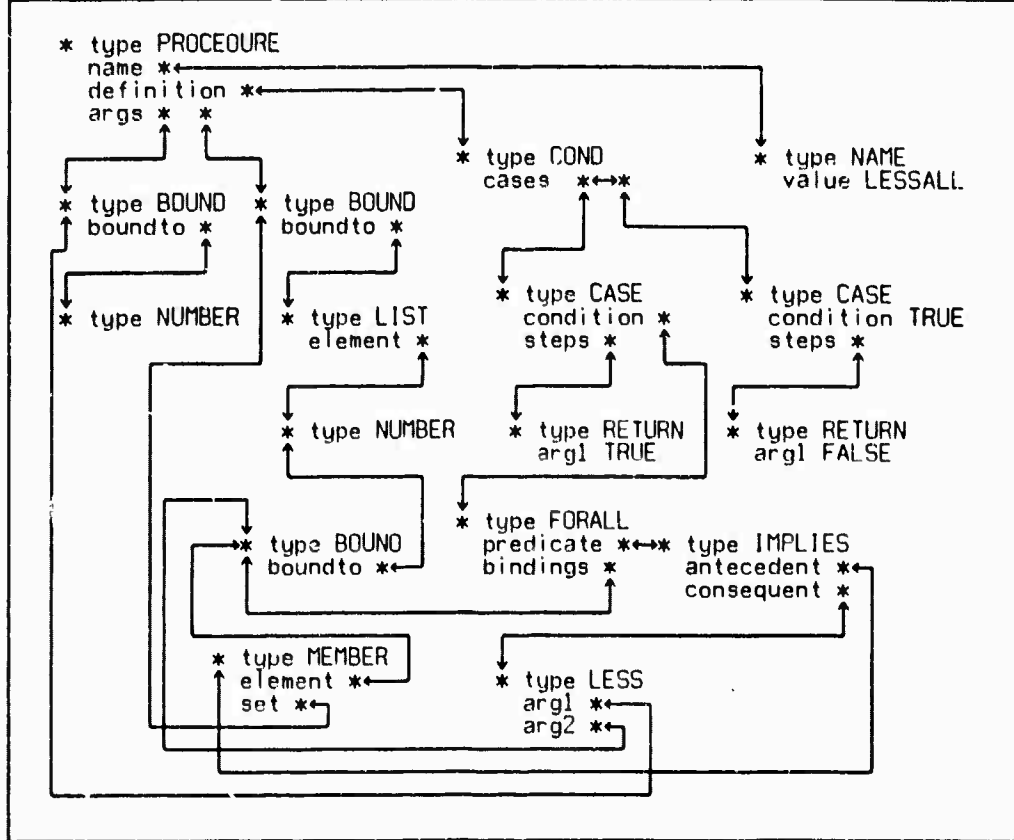 * type PROCEOURE
name *
definition *
args * *
* type COND
cases * *
* type NAME
value LESSALL
* type BOUND
boundto *
* type BOUND
boundto *
* type NUMBER
* type LIST
element *
* type CASE
condition *
steps *
* type CASE
condition TRUE
steps *
* type NUMBER
* type RETURN
arg1 TRUE
* type RETURN
arg1 FALSE
* type BOUND
boundto *
* type FORALL
predicate *
bindings *
* type IMPLIES
antecedent *
consequent *
* type MEMBER
element *
set *
* type LESS
arg1 *
arg2 *